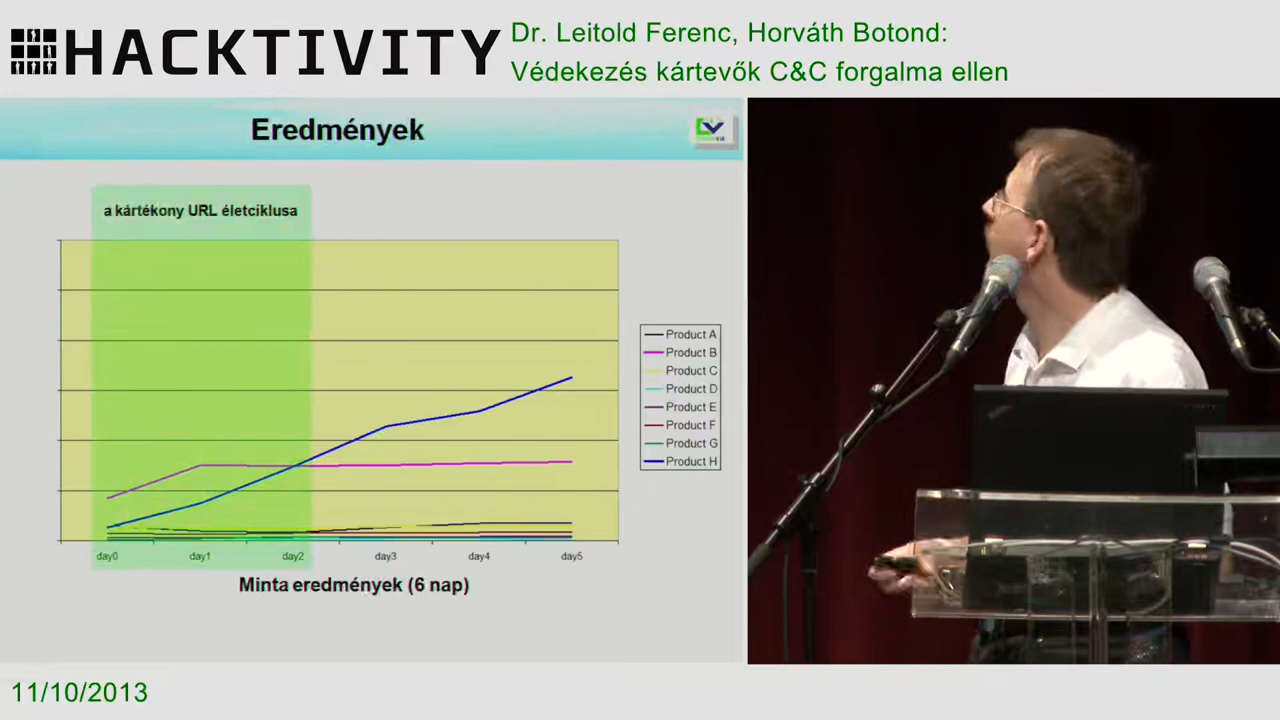 HACKTIVITY
Dr. Leitold Ferenc, Horváth Botond:
Védekezés kártevők C&C forgalma ellen
Eredmények
a kártékony URL életciklusa
Product A
Product B
Product C
Product D
Product E
Product F
Product G
Product H
day0 day1 day2 day3 day4 day5
Minta eredmények (6 nap)
11/10/2013